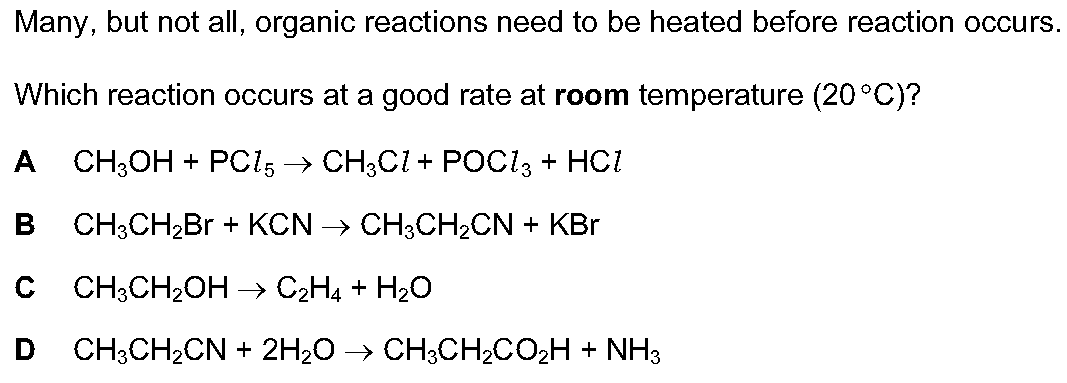 Many, but not all, organic reactions need to be heated before reaction occurs.
Which reaction occurs at a good rate at room temperature (20 °C)?
A CH₃OH + PCl₅ → CH₃Cl + POCl₃ + HCl
B CH₃CH₂Br + KCN → CH₃CH₂CN + KBr
C CH₃CH₂OH → C₂H₄ + H₂O
D CH₃CH₂CN + 2H₂O → CH₃CH₂CO₂H + NH₃